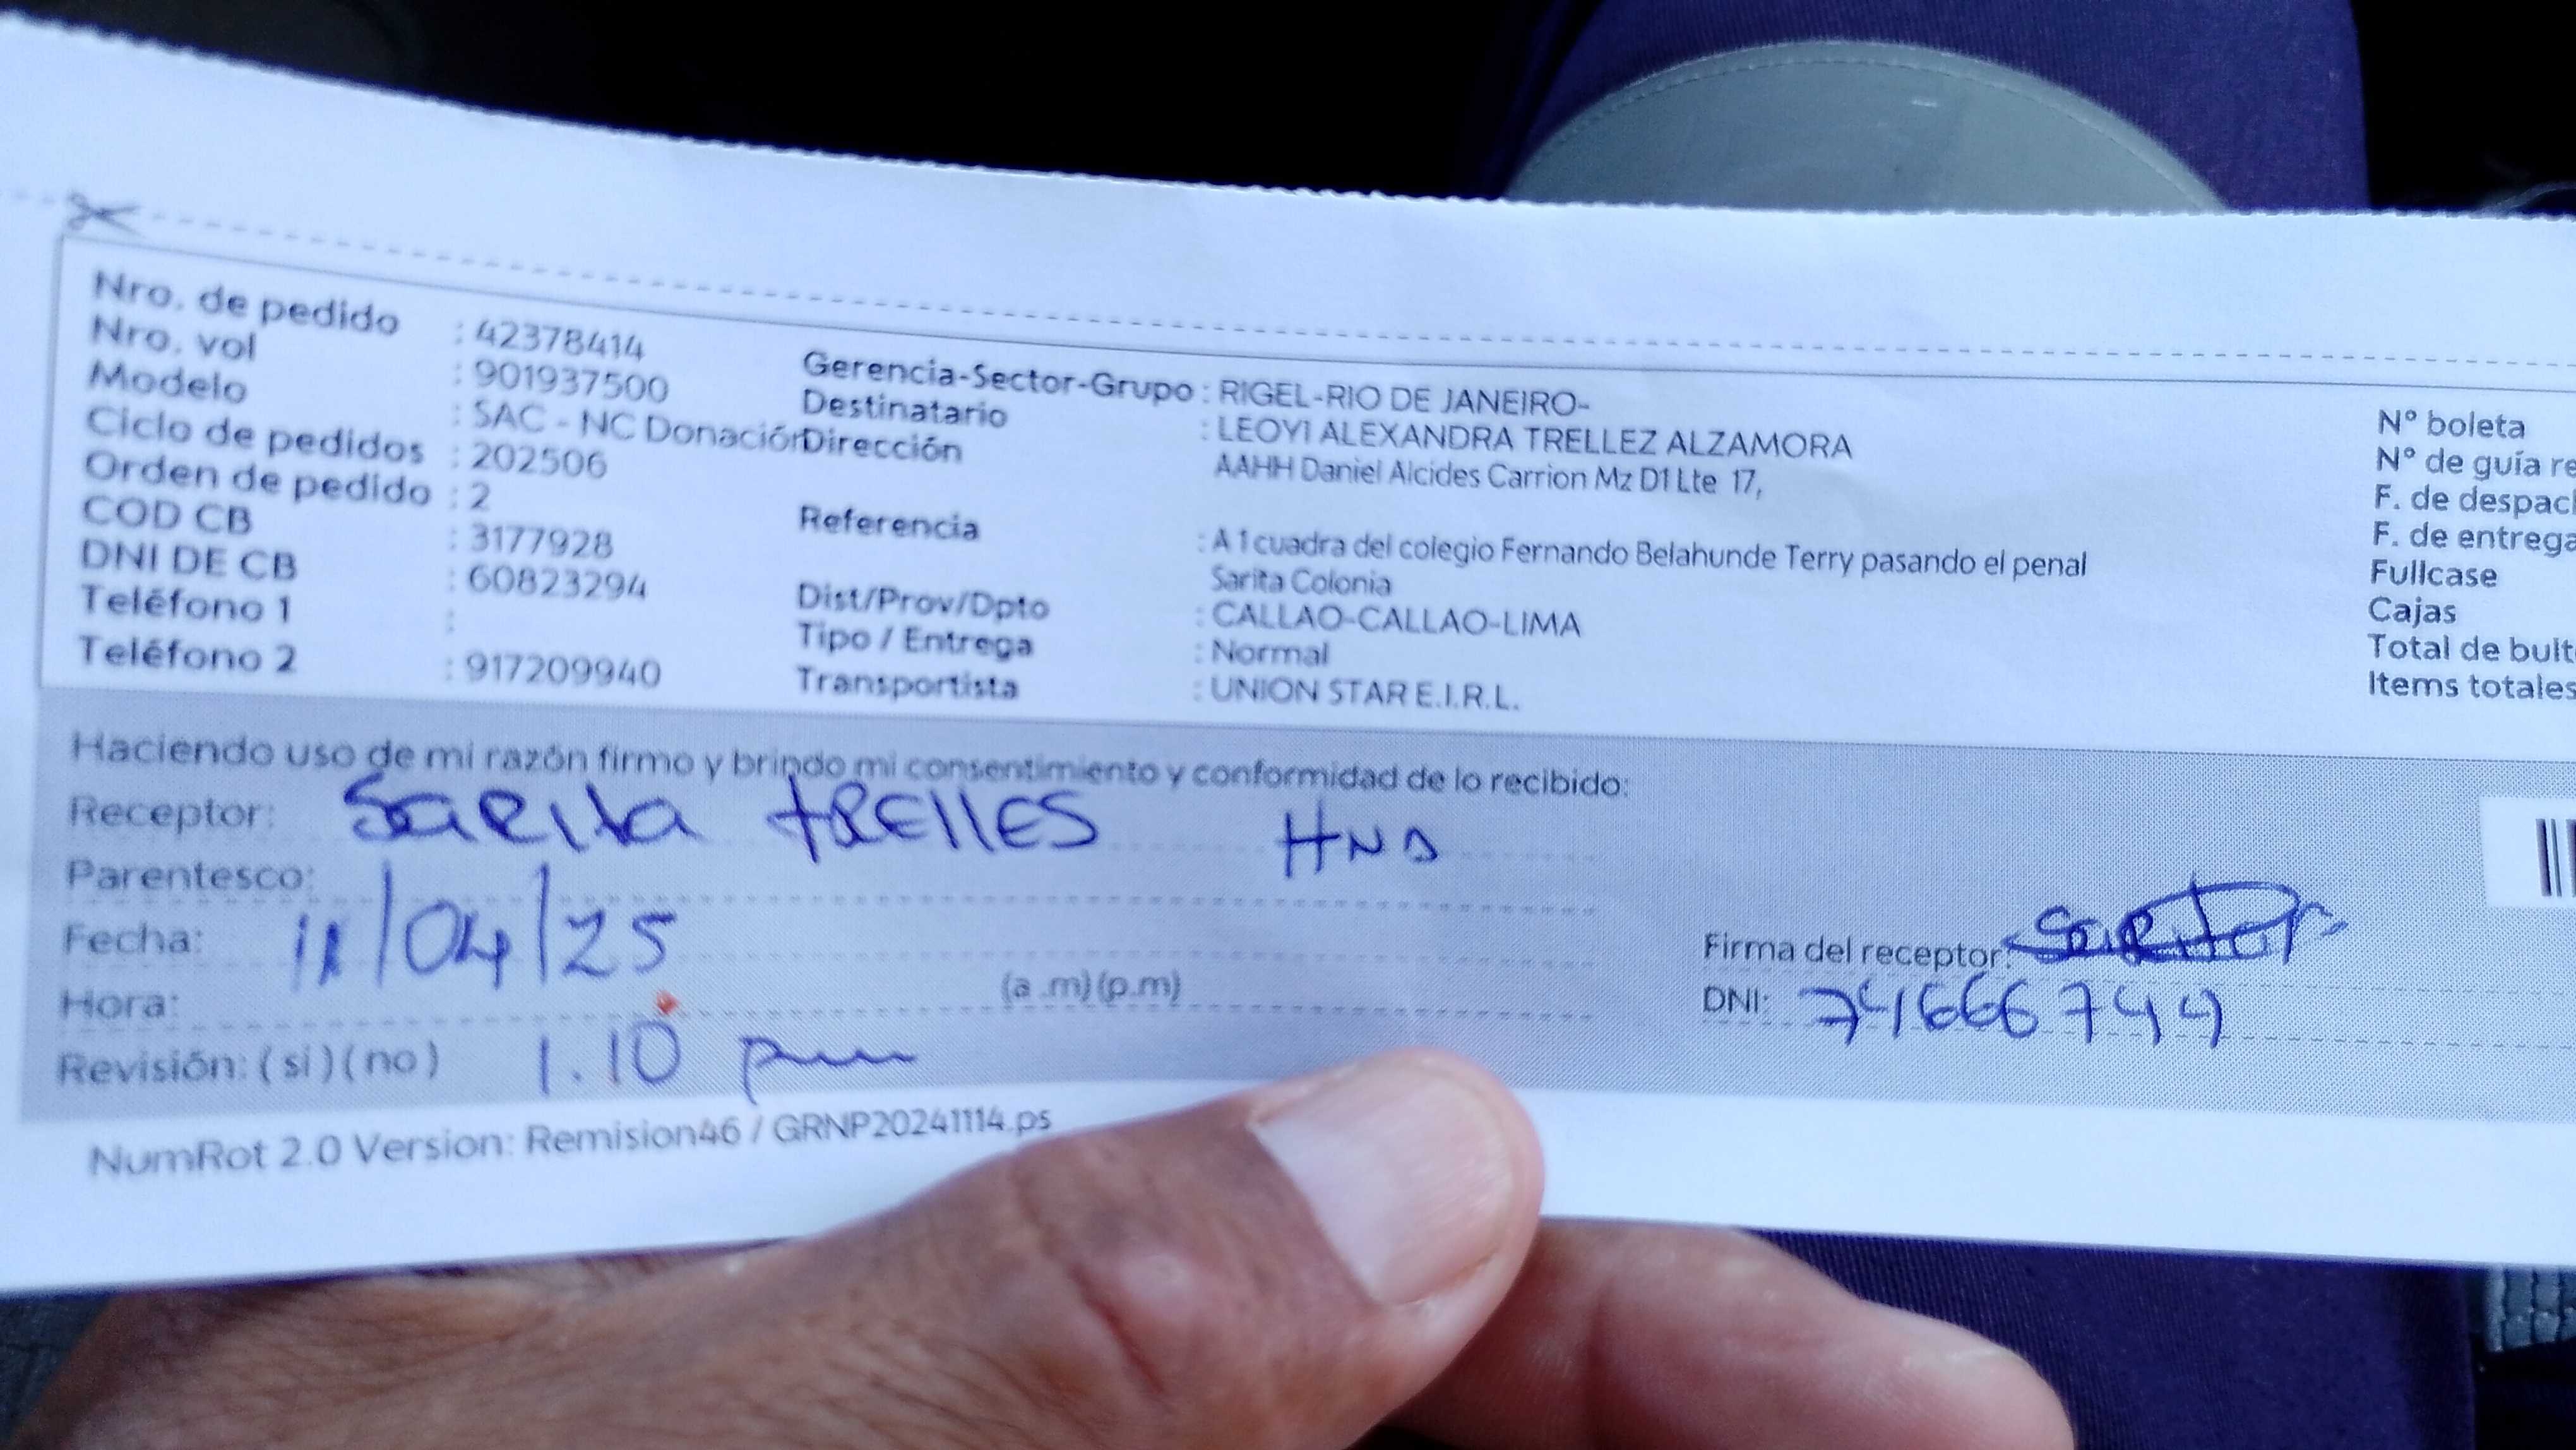 Nro. de pedido : 42378414
Nro. vol : 901937500
Modelo : SAC - NC Donación
Ciclo de pedidos : 202506
Orden de pedido : 2
COD CB : 3177928
DNI DE CB : 60823294
Teléfono 1 :
Teléfono 2 : 917209940
Gerencia-Sector-Grupo : RIGEL-RIO DE JANEIRO-
Destinatario : LEOYI ALEXANDRA TRELLEZ ALZAMORA
Dirección AAHH Daniel Alcides Carrion Mz D1 Lte 17,
Referencia : A 1 cuadra del colegio Fernando Belahunde Terry pasando el penal
Sarita Colonia
Dist/Prov/Dpto : CALLAO-CALLAO-LIMA
Tipo / Entrega : Normal
Transportista : UNION STAR E.I.R.L.
Nº boleta
Nº de guía re
F. de despach
F. de entrega
Fullcase
Cajas
Total de bult
Items totales
Haciendo uso de mi razón firmo y brindo mi consentimiento y conformidad de lo recibido:
Receptor: SARITA tRELLES HNA
Parentesco:
Fecha: 11/04/25
Hora: (a .m) (p.m)
Revisión: ( si ) ( no ) 1.10 pm
Firma del receptor: Sarita
DNI: 74666744
NumRot 2.0 Version: Remision46 / GRNP20241114.ps